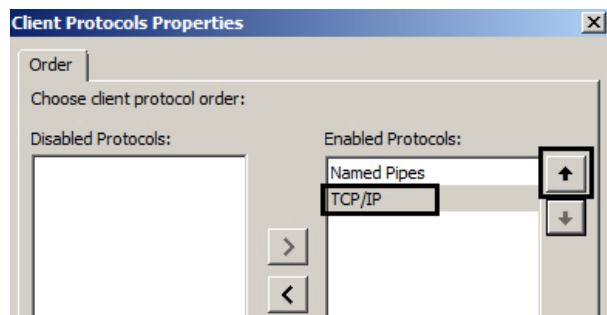 Client Protocols Properties
Order
Choose client protocol order:
Disabled Protocols:
Enabled Protocols:
Named Pipes
TCP/IP